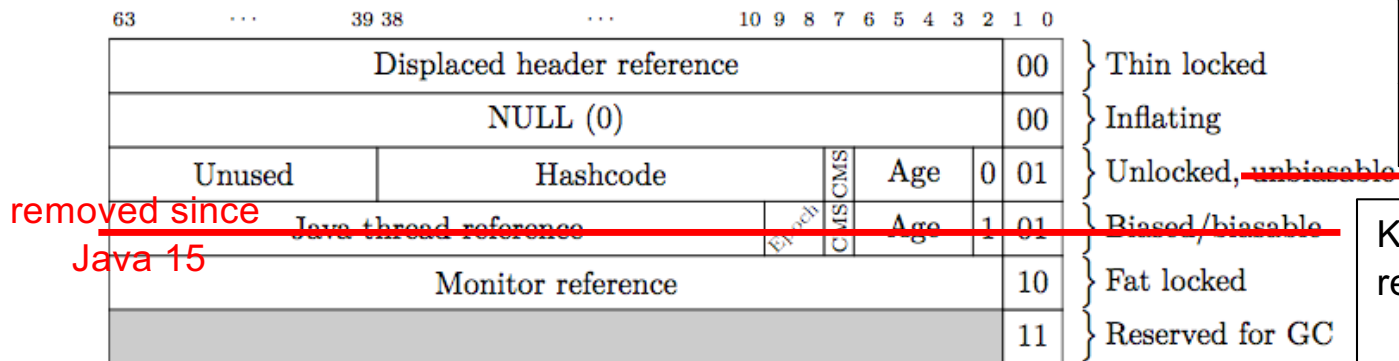 63 ... 39 38 ... 10 9 8 7 6 5 4 3 2 1 0
Displaced header reference 00 } Thin locked
NULL (0) 00 } Inflating
Unused Hashcode CMS Age 0 01 } Unlocked, unbiasable
removed since
Java thread reference Epoch CMS Age 1 01 } Biased/biasable
Java 15
Monitor reference 10 } Fat locked
11 } Reserved for GC
K
re